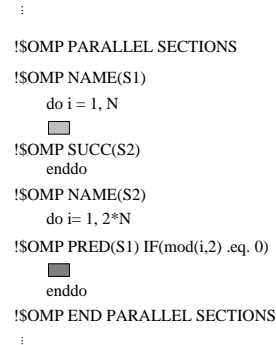 ⋮
!$OMP PARALLEL SECTIONS
!$OMP NAME(S1)
do i = 1, N
!$OMP SUCC(S2)
enddo
!$OMP NAME(S2)
do i= 1, 2*N
!$OMP PRED(S1) IF(mod(i,2) .eq. 0)
enddo
!$OMP END PARALLEL SECTIONS
⋮